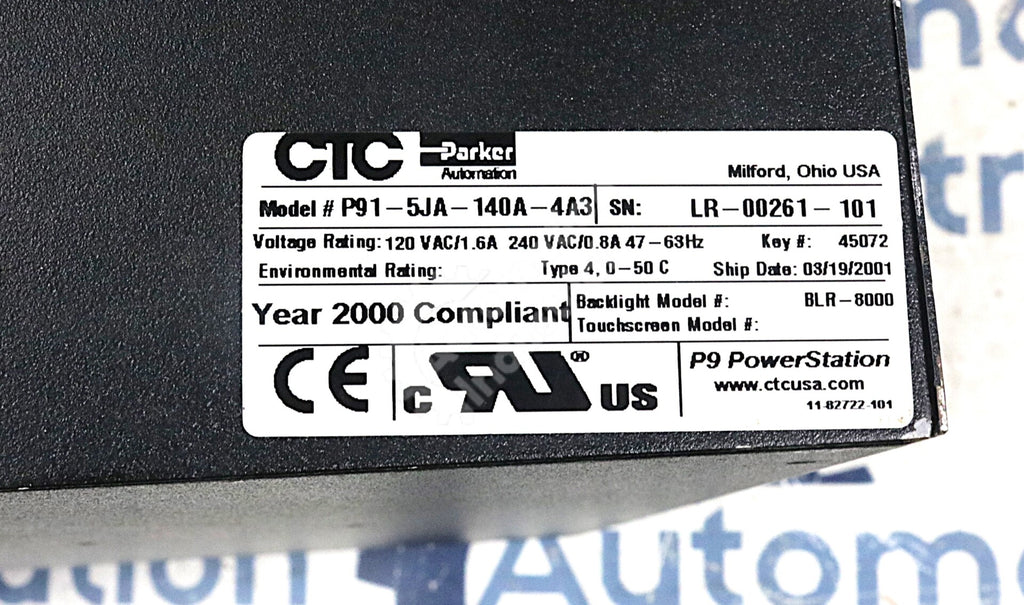 CTC Parker
Automation
Milford, Ohio USA
Model # P91-5JA-140A-4A3 SN: LR-00261-101
Voltage Rating: 120 VAC/1.6A 240 VAC/0.8A 47-63Hz Key #: 45072
Environmental Rating: Type 4, 0-50 C Ship Date: 03/19/2001
Year 2000 Compliant
Backlight Model #: BLR-8000
Touchscreen Model #:
CE
C RU® US
P9 PowerStation
www.ctcusa.com
11-82722-101
Automa